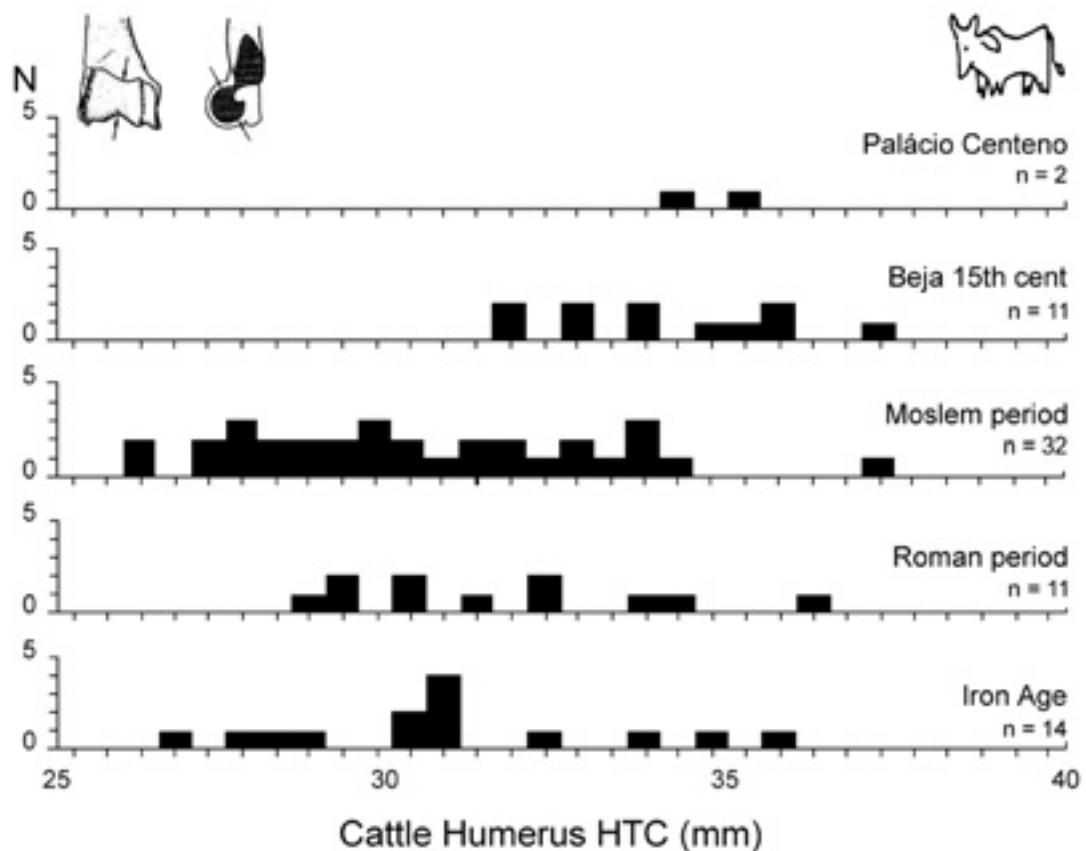 N
5
0
Palácio Centeno
n = 2
5
0
Beja 15th cent
n = 11
5
0
Moslem period
n = 32
5
0
Roman period
n = 11
5
0
Iron Age
n = 14
25 30 35 40
Cattle Humerus HTC (mm)